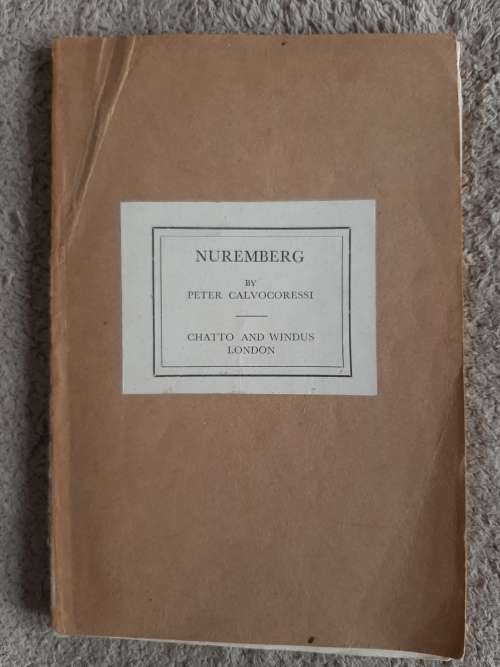 NUREMBERG
BY
PETER CALVOCORESSI
CHATTO AND WINDUS
LONDON